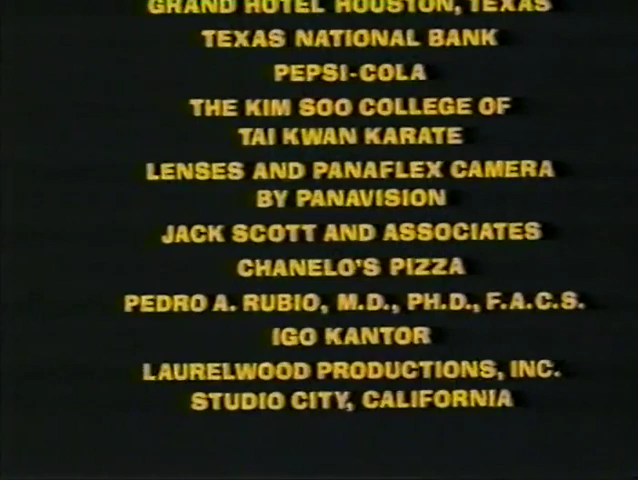 GRAND HOTEL HOUSTON, TEXAS
TEXAS NATIONAL BANK
PEPSI-COLA
THE KIM SOO COLLEGE OF
TAI KWAN KARATE
LENSES AND PANAFLEX CAMERA
BY PANAVISION
JACK SCOTT AND ASSOCIATES
CHANELO'S PIZZA
PEDRO A. RUBIO, M.D., PH.D., F.A.C.S.
IGO KANTOR
LAURELWOOD PRODUCTIONS, INC.
STUDIO CITY, CALIFORNIA